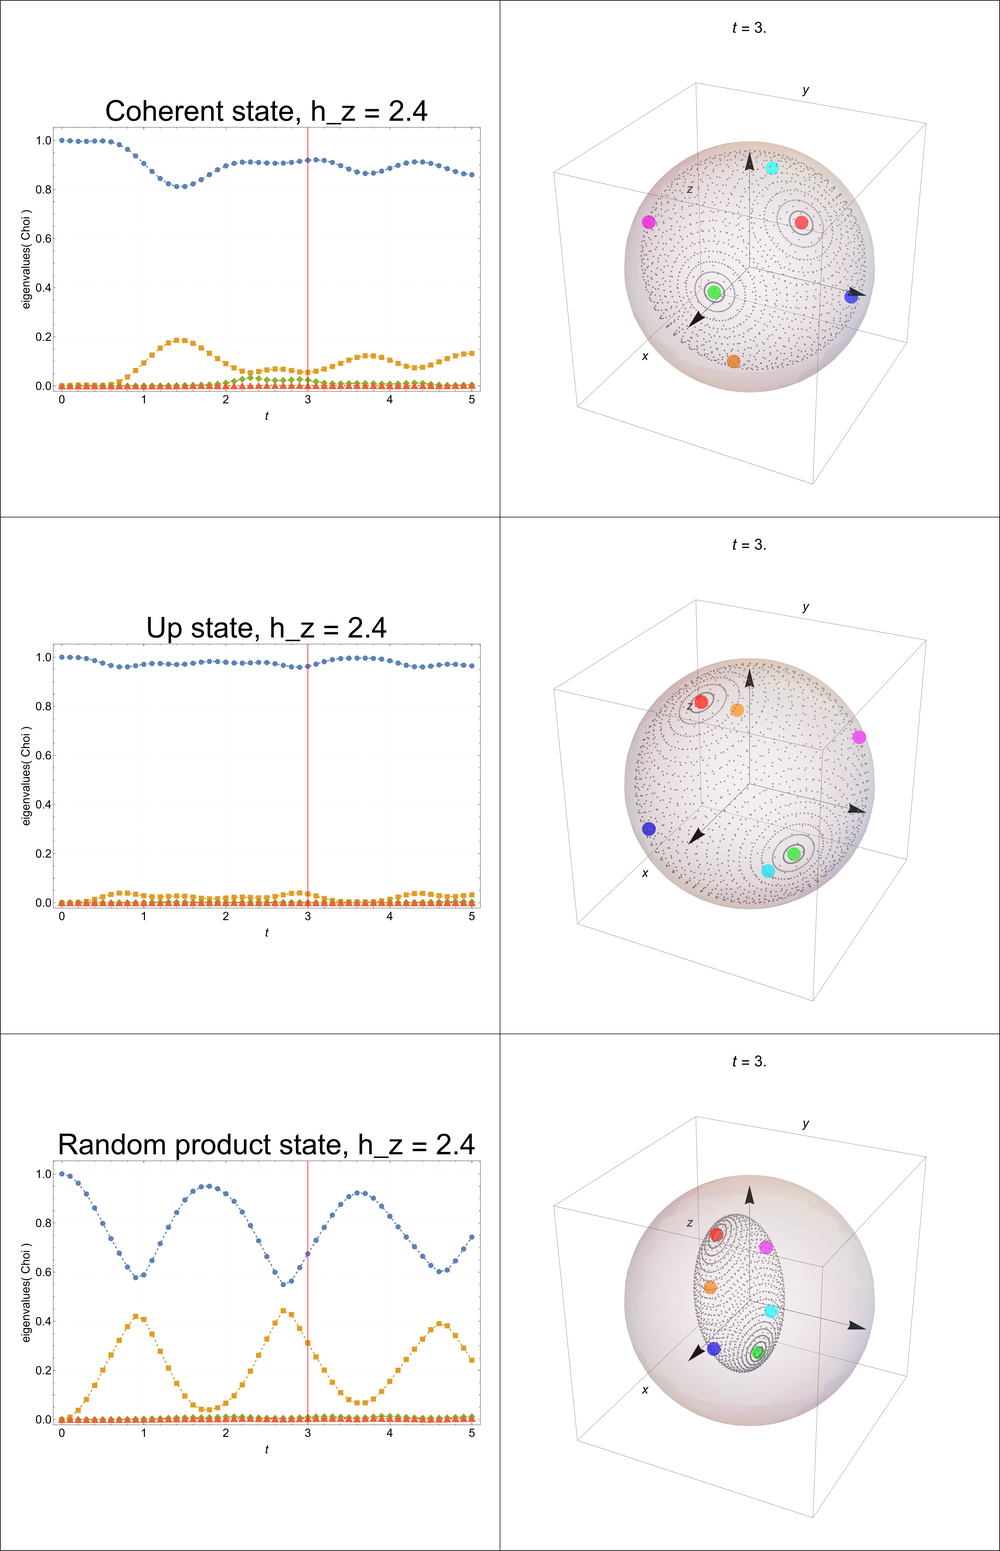 t = 3.
Coherent state, h_z = 2.4
eigenvalues( Choi )
1.0
0.8
0.6
0.4
0.2
0.0
0 1 2 3 4 5
t
y
z
x
t = 3.
Up state, h_z = 2.4
eigenvalues( Choi )
1.0
0.8
0.6
0.4
0.2
0.0
0 1 2 3 4 5
t
y
z
x
t = 3.
Random product state, h_z = 2.4
eigenvalues( Choi )
1.0
0.8
0.6
0.4
0.2
0.0
0 1 2 3 4 5
t
y
z
x